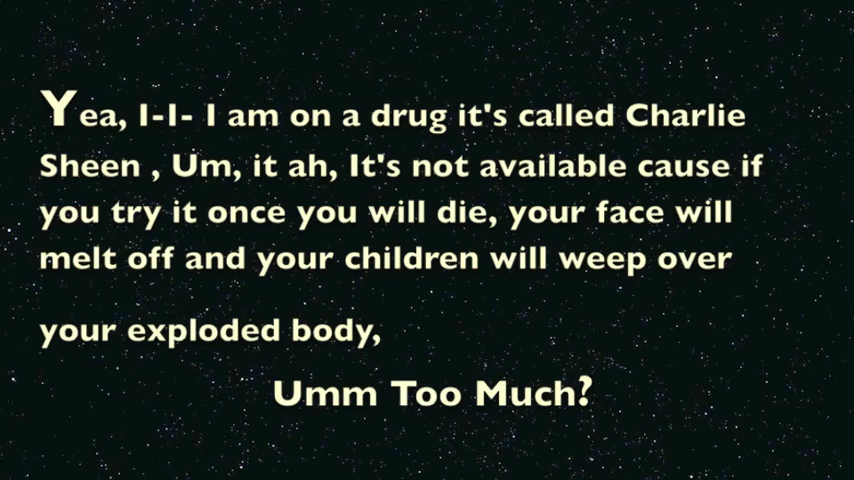 Yea, I-I- I am on a drug it's called Charlie
Sheen , Um, it ah, It's not available cause if
you try it once you will die, your face will
melt off and your children will weep over
your exploded body,
Umm Too Much?